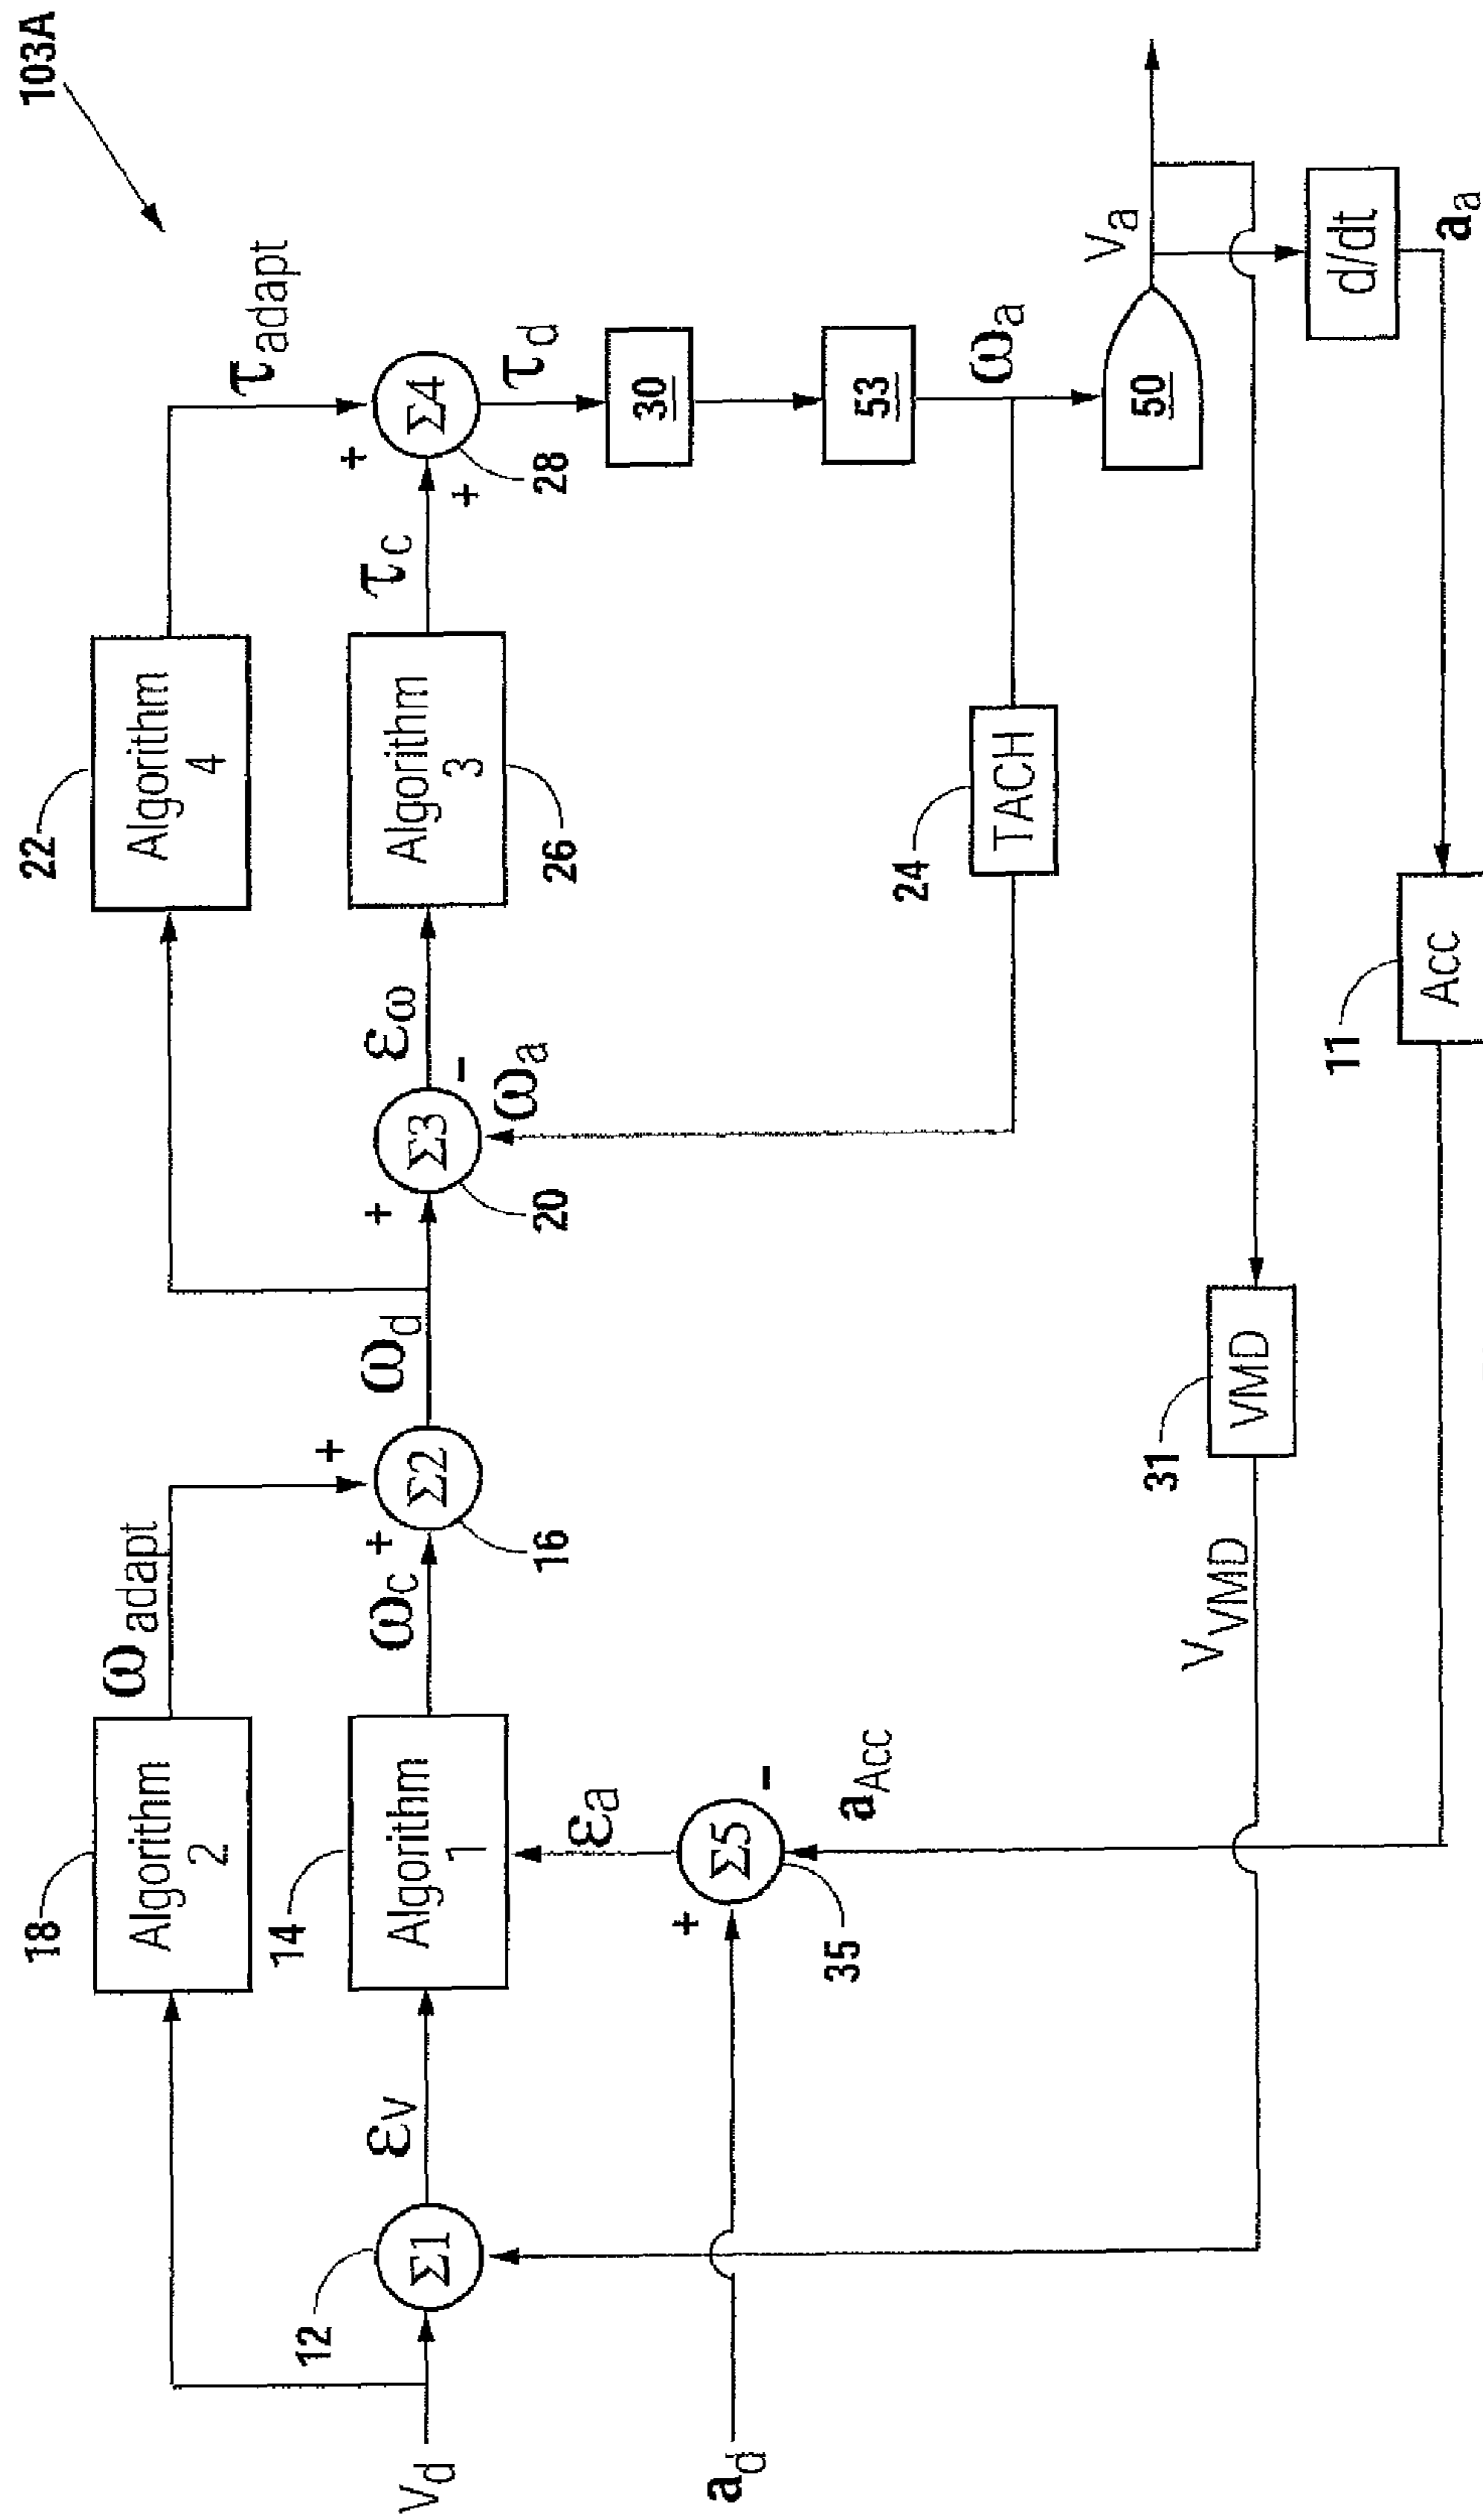 103A
22
Algorithm
4
τadapt
18
Algorithm
2
ωadapt
Vd
12
Σ1
εV
14
Algorithm
1
ωc
+
+
Σ2
16
ωd
+
Σ3
20
-
ωa
εω
Algorithm
3
26
τc
+
+
Σ4
28
τd
30
53
ωa
50
Va
d/dt
aa
24
TACH
ad
+
Σ5
35
-
εa
aAcc
VVMD
31
VMD
11
Acc